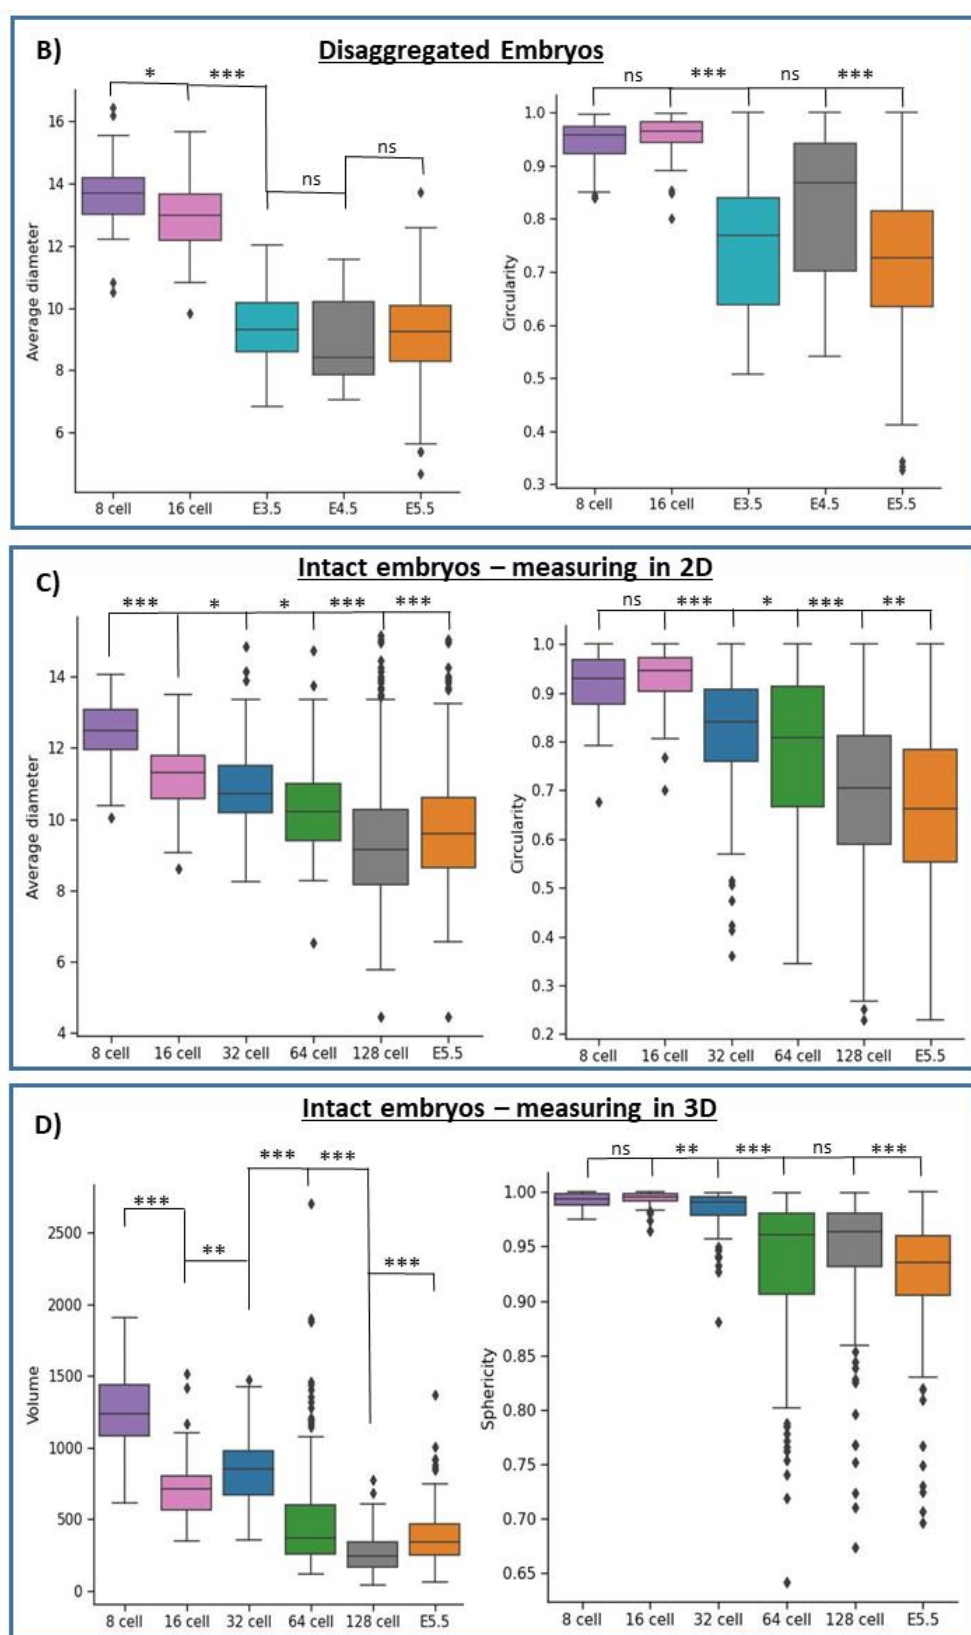 B)
Disaggregated Embryos
* *** ns ns
Average diameter
16
14
12
10
8
6
8 cell 16 cell E3.5 E4.5 E5.5
ns *** ns ***
Circularity
1.0
0.9
0.8
0.7
0.6
0.5
0.4
0.3
8 cell 16 cell E3.5 E4.5 E5.5
C)
Intact embryos – measuring in 2D
*** * * *** ***
Average diameter
14
12
10
8
6
4
8 cell 16 cell 32 cell 64 cell 128 cell E5.5
ns *** * *** **
Circularity
1.0
0.9
0.8
0.7
0.6
0.5
0.4
0.3
0.2
8 cell 16 cell 32 cell 64 cell 128 cell E5.5
D)
Intact embryos – measuring in 3D
*** ** *** *** ***
Volume
2500
2000
1500
1000
500
0
8 cell 16 cell 32 cell 64 cell 128 cell E5.5
ns ** *** ns ***
Sphericity
1.00
0.95
0.90
0.85
0.80
0.75
0.70
0.65
8 cell 16 cell 32 cell 64 cell 128 cell E5.5